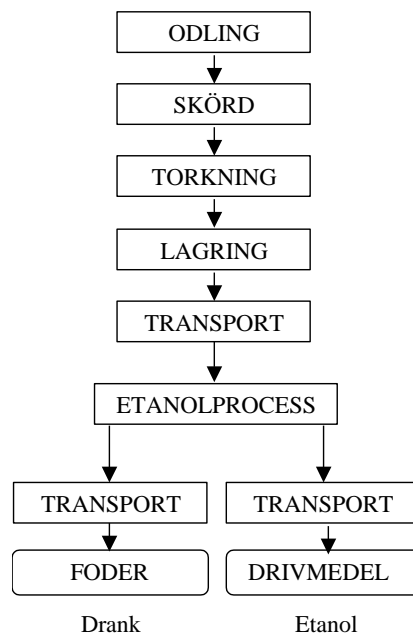 ODLING
SKÖRD
TORKNING
LAGRING
TRANSPORT
ETANOLPROCESS
TRANSPORT TRANSPORT
FODER DRIVMEDEL
Drank Etanol